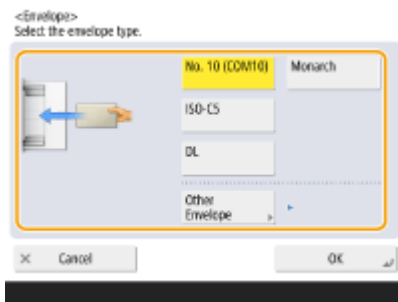 <Envelope>
Select the envelope type.
No. 10 (COM10)
Monarch
ISO-C5
DL
Other
Envelope
Cancel
OK